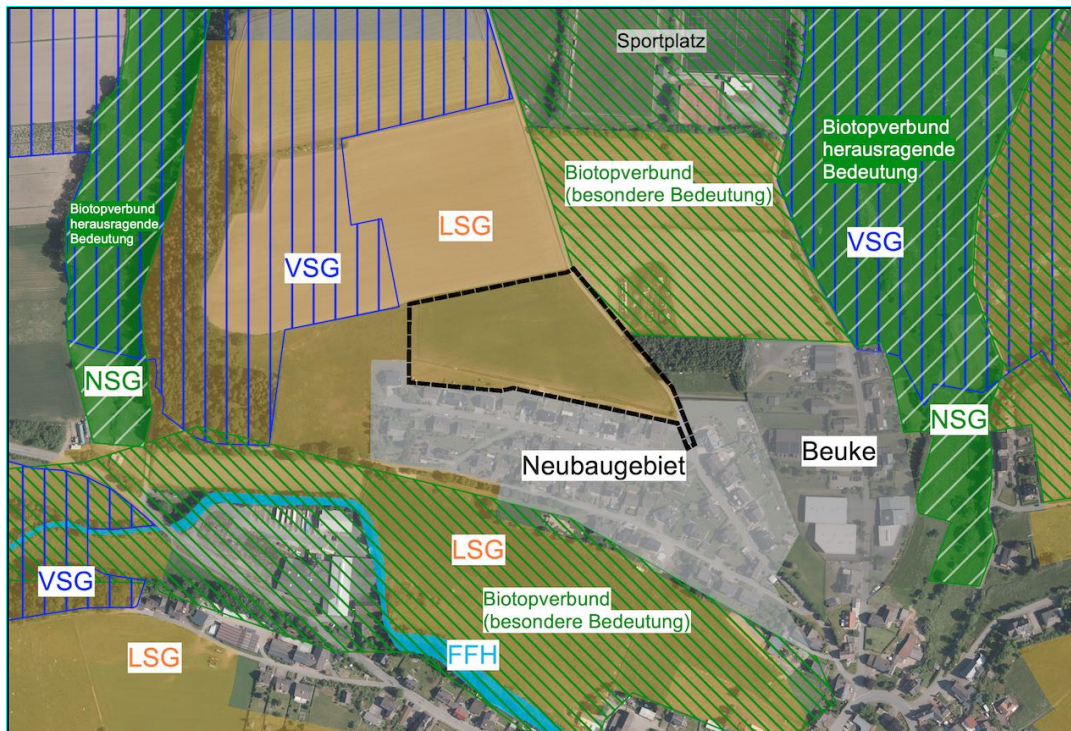 Sportplatz
Biotopverbund
herausragende
Bedeutung
Biotopverbund
(besondere Bedeutung)
Biotopverbund
herausragende
Bedeutung
LSG
VSG
VSG
NSG
NSG
Neubaugebiet
Beuke
LSG
VSG
Biotopverbund
(besondere Bedeutung)
LSG
FFH